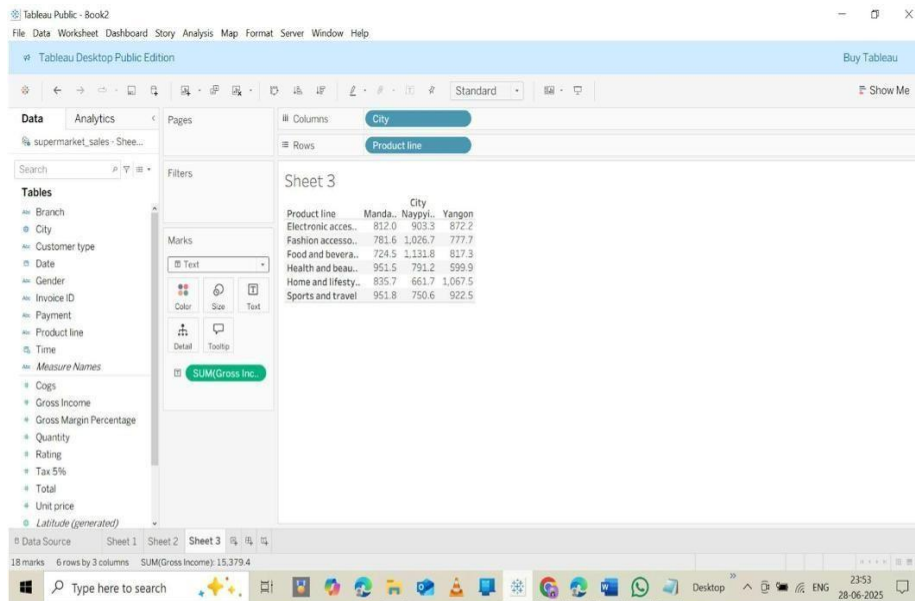 Tableau Public - Book2
File Data Worksheet Dashboard Story Analysis Map Format Server Window Help
Tableau Desktop Public Edition
Buy Tableau
Standard
Show Me
Data
Analytics
supermarket_sales - Shee...
Search
Tables
Abc Branch
City
Abc Customer type
Date
Abc Gender
Abc Invoice ID
Abc Payment
Abc Product line
Time
Abc Measure Names
# Cogs
# Gross Income
# Gross Margin Percentage
# Quantity
# Rating
# Tax 5%
# Total
# Unit price
Latitude (generated)
Pages
Filters
Marks
Text
Color Size Text
Detail Tooltip
SUM(Gross Inc..
Columns
City
Rows
Product line
Sheet 3
City
Product line Manda.. Naypyi.. Yangon
Electronic acces.. 812.0 903.3 872.2
Fashion accesso.. 781.6 1,026.7 777.7
Food and bevera.. 724.5 1,131.8 817.3
Health and beau.. 951.5 791.2 599.9
Home and lifesty.. 835.7 661.7 1,067.5
Sports and travel 951.8 750.6 922.5
Data Source Sheet 1 Sheet 2 Sheet 3
18 marks 6 rows by 3 columns SUM(Gross Income): 15,379.4
Type here to search
Desktop
ENG
23:53
28-06-2025